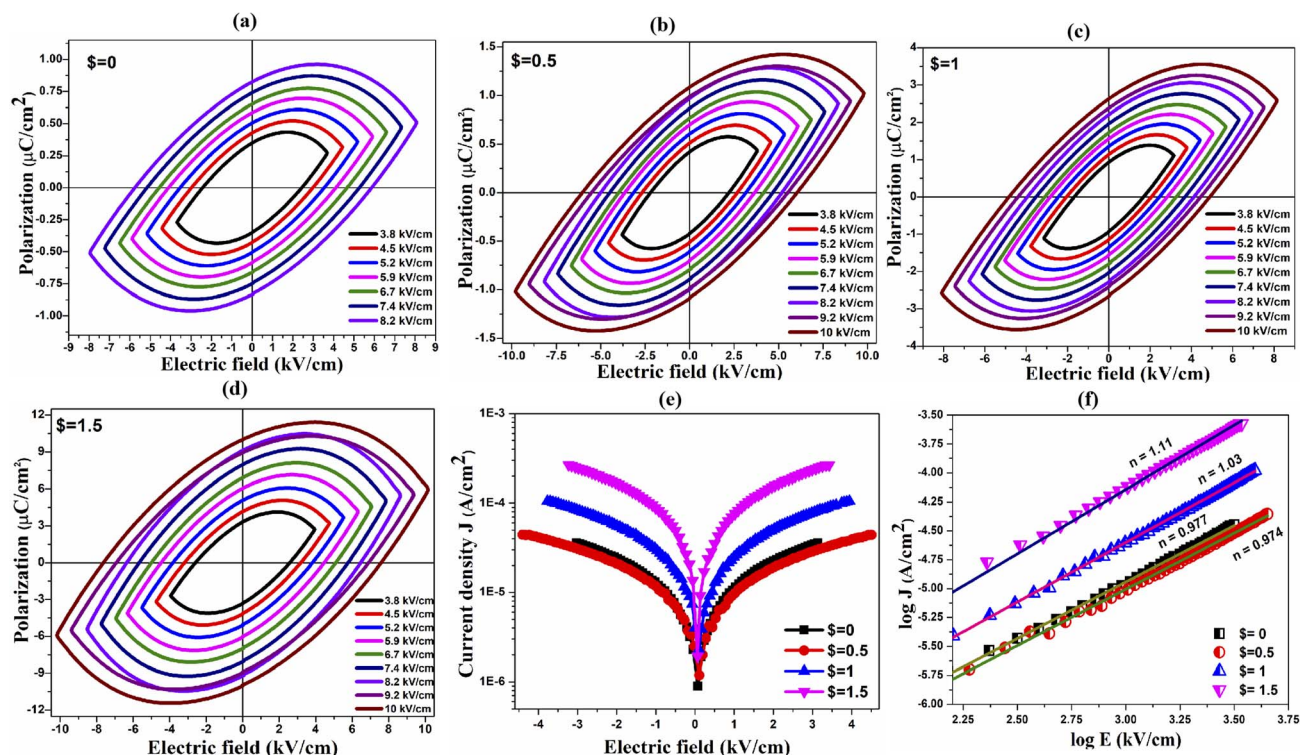 (a)
$=0
Polarization (μC/cm²)
1.00
0.75
0.50
0.25
0.00
-0.25
-0.50
-0.75
-1.00
3.8 kV/cm
4.5 kV/cm
5.2 kV/cm
5.9 kV/cm
6.7 kV/cm
7.4 kV/cm
8.2 kV/cm
-9 -8 -7 -6 -5 -4 -3 -2 -1 0 1 2 3 4 5 6 7 8 9
Electric field (kV/cm)
(b)
$=0.5
Polarization (μC/cm²)
1.5
1.0
0.5
0.0
-0.5
-1.0
-1.5
3.8 kV/cm
4.5 kV/cm
5.2 kV/cm
5.9 kV/cm
6.7 kV/cm
7.4 kV/cm
8.2 kV/cm
9.2 kV/cm
10 kV/cm
-10.0 -7.5 -5.0 -2.5 0.0 2.5 5.0 7.5 10.0
Electric field (kV/cm)
(c)
$=1
Polarization (μC/cm²)
4
3
2
1
0
-1
-2
-3
-4
3.8 kV/cm
4.5 kV/cm
5.2 kV/cm
5.9 kV/cm
6.7 kV/cm
7.4 kV/cm
8.2 kV/cm
9.2 kV/cm
10 kV/cm
-8 -6 -4 -2 0 2 4 6 8
Electric field (kV/cm)
(d)
$=1.5
Polarization (μC/cm²)
12
9
6
3
0
-3
-6
-9
-12
3.8 kV/cm
4.5 kV/cm
5.2 kV/cm
5.9 kV/cm
6.7 kV/cm
7.4 kV/cm
8.2 kV/cm
9.2 kV/cm
10 kV/cm
-10 -8 -6 -4 -2 0 2 4 6 8 10
Electric field (kV/cm)
(e)
Current density J (A/cm²)
1E-3
1E-4
1E-5
1E-6
$=0
$=0.5
$=1
$=1.5
-4 -3 -2 -1 0 1 2 3 4
Electric field (kV/cm)
(f)
log J (A/cm²)
-3.50
-3.75
-4.00
-4.25
-4.50
-4.75
-5.00
-5.25
-5.50
-5.75
-6.00
n = 1.11
n = 1.03
n = 0.977
n = 0.974
$= 0
$=0.5
$= 1
$= 1.5
2.25 2.50 2.75 3.00 3.25 3.50 3.75
log E (kV/cm)